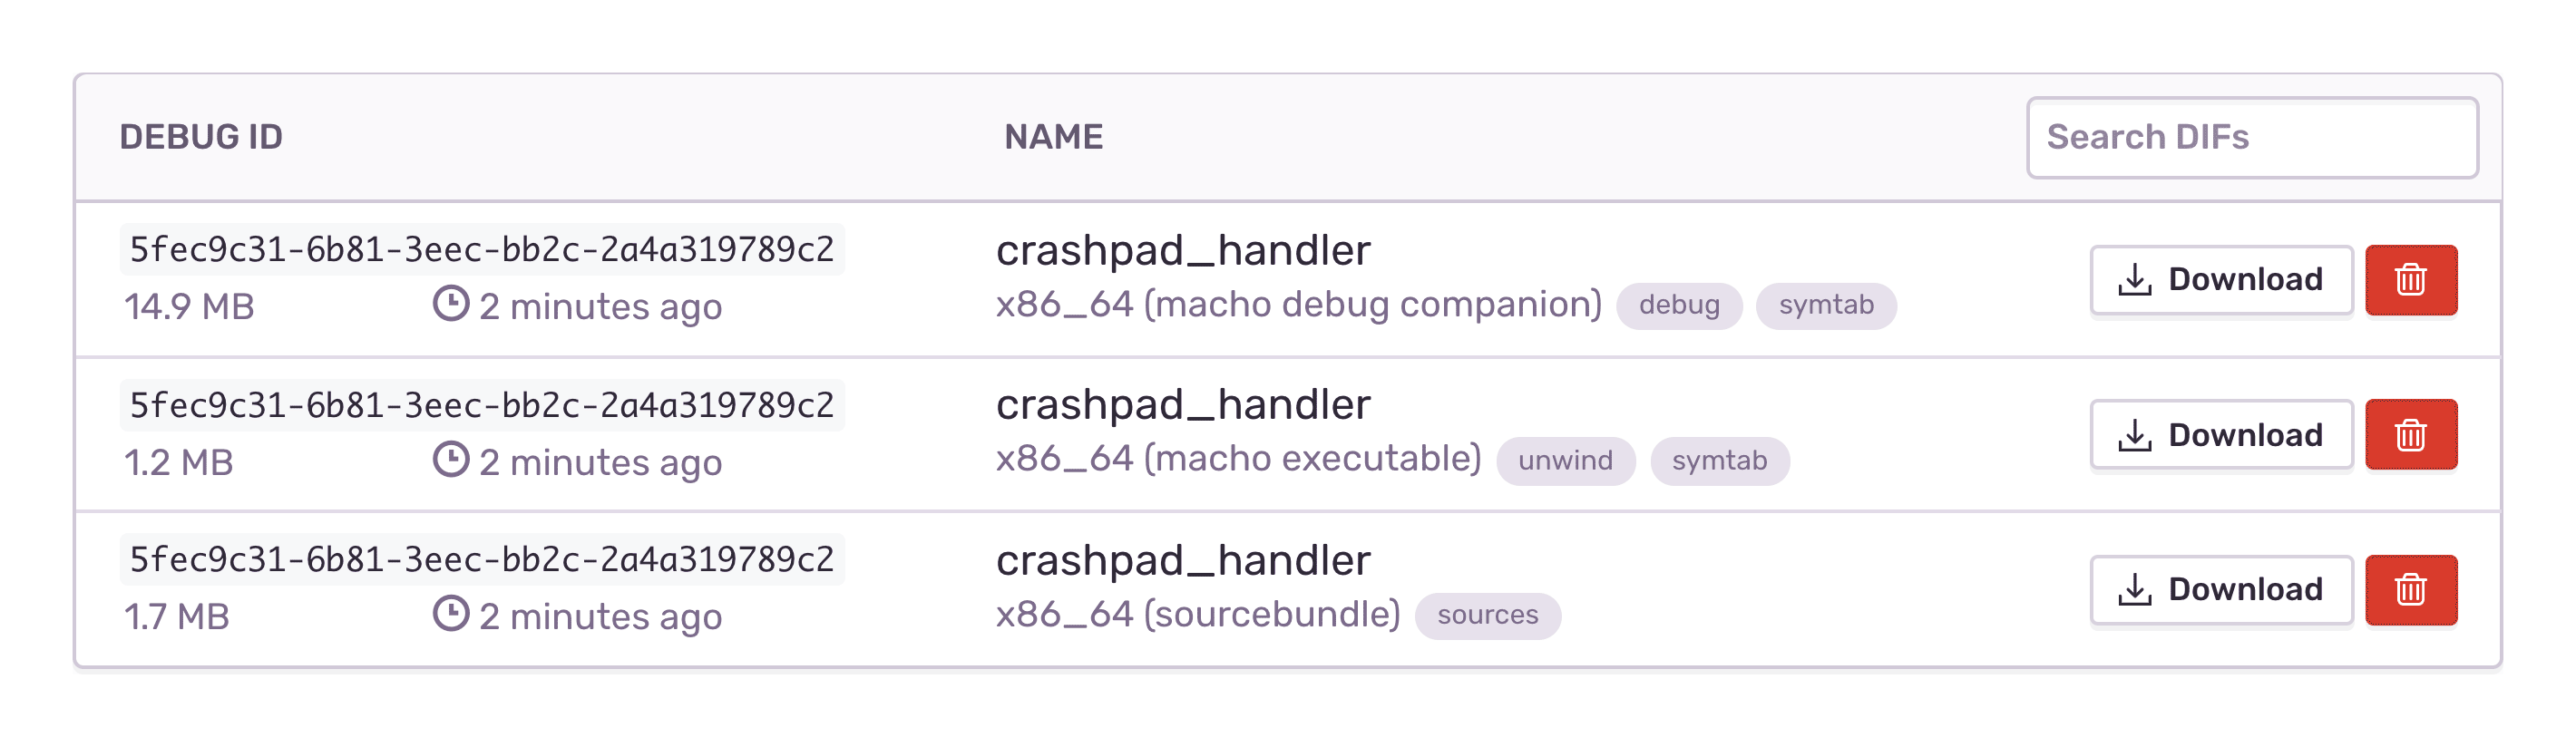 DEBUG ID NAME Search DIFs
5fec9c31-6b81-3eec-bb2c-2a4a319789c2 crashpad_handler
14.9 MB 2 minutes ago x86_64 (macho debug companion) debug symtab Download
5fec9c31-6b81-3eec-bb2c-2a4a319789c2 crashpad_handler
1.2 MB 2 minutes ago x86_64 (macho executable) unwind symtab Download
5fec9c31-6b81-3eec-bb2c-2a4a319789c2 crashpad_handler
1.7 MB 2 minutes ago x86_64 (sourcebundle) sources Download